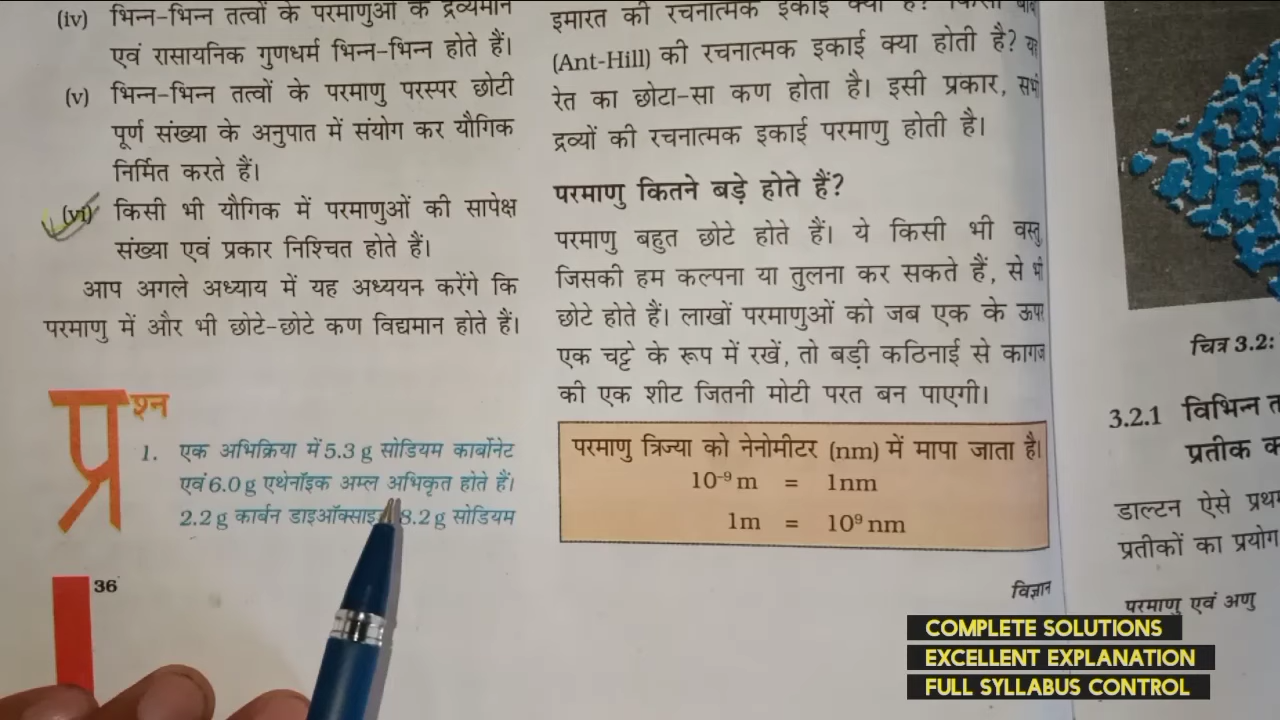 (iv) भिन्न-भिन्न तत्वों के परमाणुओं के द्रव्यमान
एवं रासायनिक गुणधर्म भिन्न-भिन्न होते हैं।
(v) भिन्न-भिन्न तत्वों के परमाणु परस्पर छोटी
पूर्ण संख्या के अनुपात में संयोग कर यौगिक
निर्मित करते हैं।
(vi) किसी भी यौगिक में परमाणुओं की सापेक्ष
संख्या एवं प्रकार निश्चित होते हैं।
आप अगले अध्याय में यह अध्ययन करेंगे कि
परमाणु में और भी छोटे-छोटे कण विद्यमान होते हैं।
प्रश्न
1. एक अभिक्रिया में 5.3 g सोडियम कार्बोनेट
एवं 6.0 g एथेनॉइक अम्ल अभिकृत होते हैं।
2.2 g कार्बन 8.2 g सोडियम
36
इमारत की रचनात्मक इकाई क्या है?
(Ant-Hill) की रचनात्मक इकाई क्या होती है?
रेत का छोटा-सा कण होता है। इसी प्रकार,
द्रव्यों की रचनात्मक इकाई परमाणु होती है।
परमाणु कितने बड़े होते हैं?
परमाणु बहुत छोटे होते हैं। ये किसी भी वस्तु
जिसकी हम कल्पना या तुलना कर सकते हैं, से भी
छोटे होते हैं। लाखों परमाणुओं को जब एक के ऊपर
एक चट्टे के रूप में रखें, तो बड़ी कठिनाई से कागज
की एक शीट जितनी मोटी परत बन पाएगी।
परमाणु त्रिज्या को नेनोमीटर (nm) में मापा जाता है।
10⁻⁹ m = 1nm
1m = 10⁹ nm
विज्ञान
चित्र 3.2:
3.2.1 विभिन्न
प्रतीक
डाल्टन ऐसे
प्रतीकों का प्रयोग
परमाणु एवं अणु
COMPLETE SOLUTIONS
EXCELLENT EXPLANATION
FULL SYLLABUS CONTROL